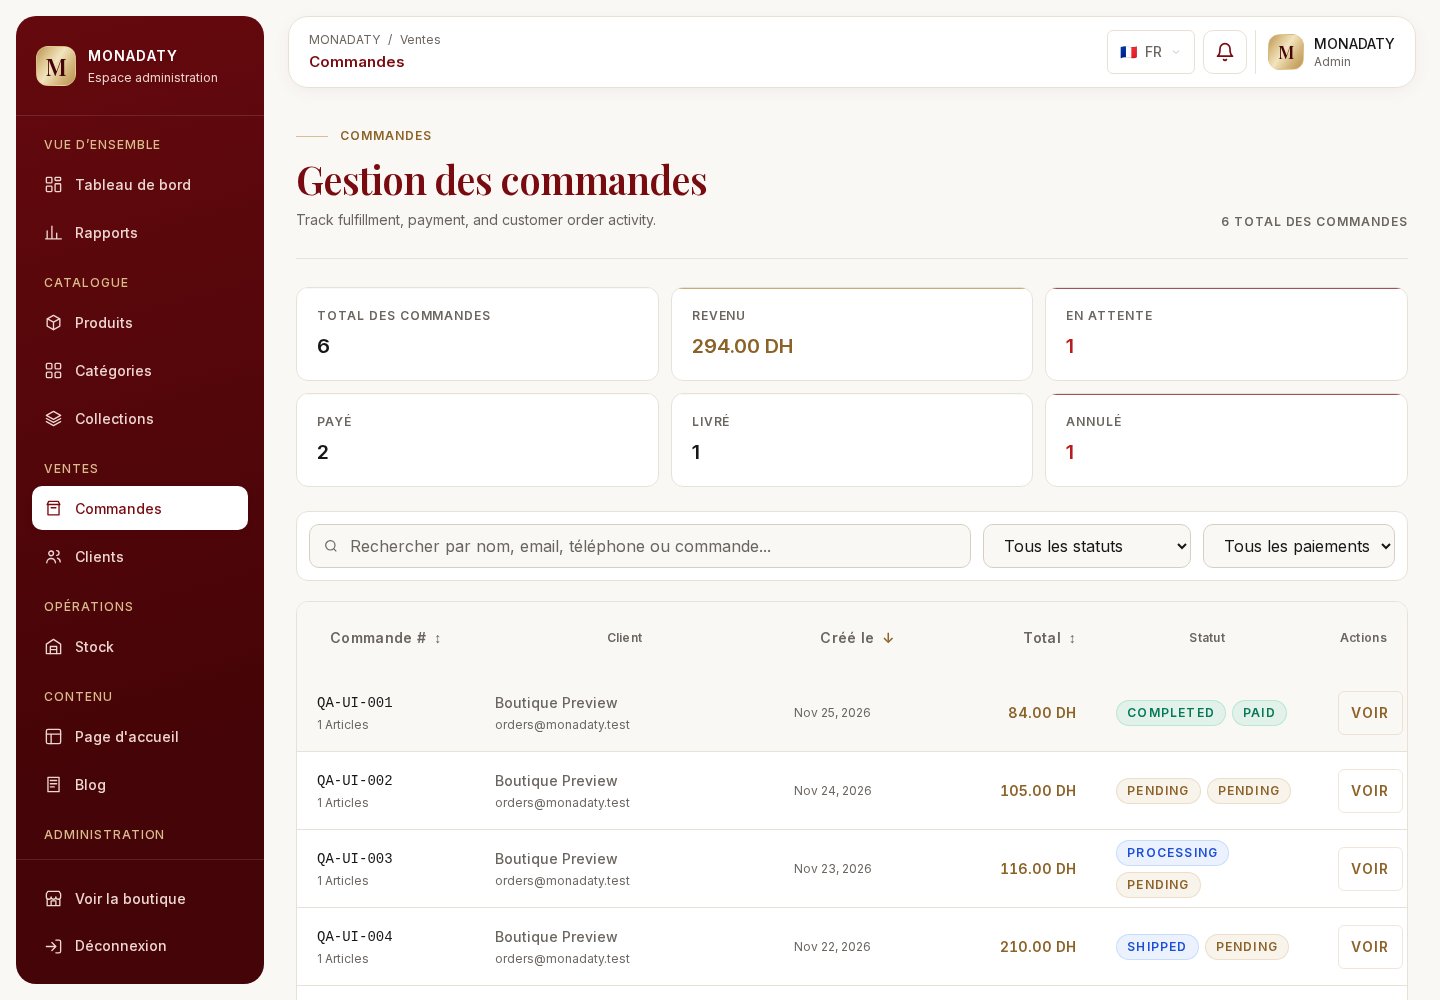 M
MONADATY
Espace administration
VUE D’ENSEMBLE
Tableau de bord
Rapports
CATALOGUE
Produits
Catégories
Collections
VENTES
Commandes
Clients
OPÉRATIONS
Stock
CONTENU
Page d'accueil
Blog
ADMINISTRATION
Voir la boutique
Déconnexion
MONADATY / Ventes
Commandes
FR
M
MONADATY
Admin
COMMANDES
Gestion des commandes
Track fulfillment, payment, and customer order activity.
6 TOTAL DES COMMANDES
TOTAL DES COMMANDES
6
REVENU
294.00 DH
EN ATTENTE
1
PAYÉ
2
LIVRÉ
1
ANNULÉ
1
Rechercher par nom, email, téléphone ou commande...
Tous les statuts
Tous les paiements
Commande # ↕ Client Créé le ↓ Total ↕ Statut Actions
QA-UI-001 Boutique Preview Nov 25, 2026 84.00 DH COMPLETED PAID VOIR
1 Articles orders@monadaty.test
QA-UI-002 Boutique Preview Nov 24, 2026 105.00 DH PENDING PENDING VOIR
1 Articles orders@monadaty.test
QA-UI-003 Boutique Preview Nov 23, 2026 116.00 DH PROCESSING PENDING VOIR
1 Articles orders@monadaty.test
QA-UI-004 Boutique Preview Nov 22, 2026 210.00 DH SHIPPED PENDING VOIR
1 Articles orders@monadaty.test